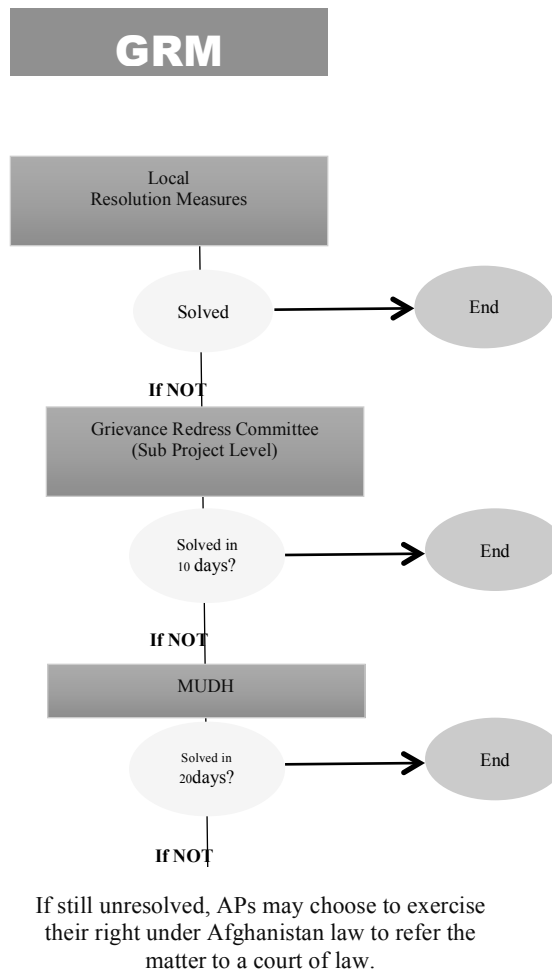 GRM
Local
Resolution Measures
Solved
End
If NOT
Grievance Redress Committee
(Sub Project Level)
Solved in
10 days?
End
If NOT
MUDH
Solved in
20days?
End
If NOT
If still unresolved, APs may choose to exercise
their right under Afghanistan law to refer the
matter to a court of law.